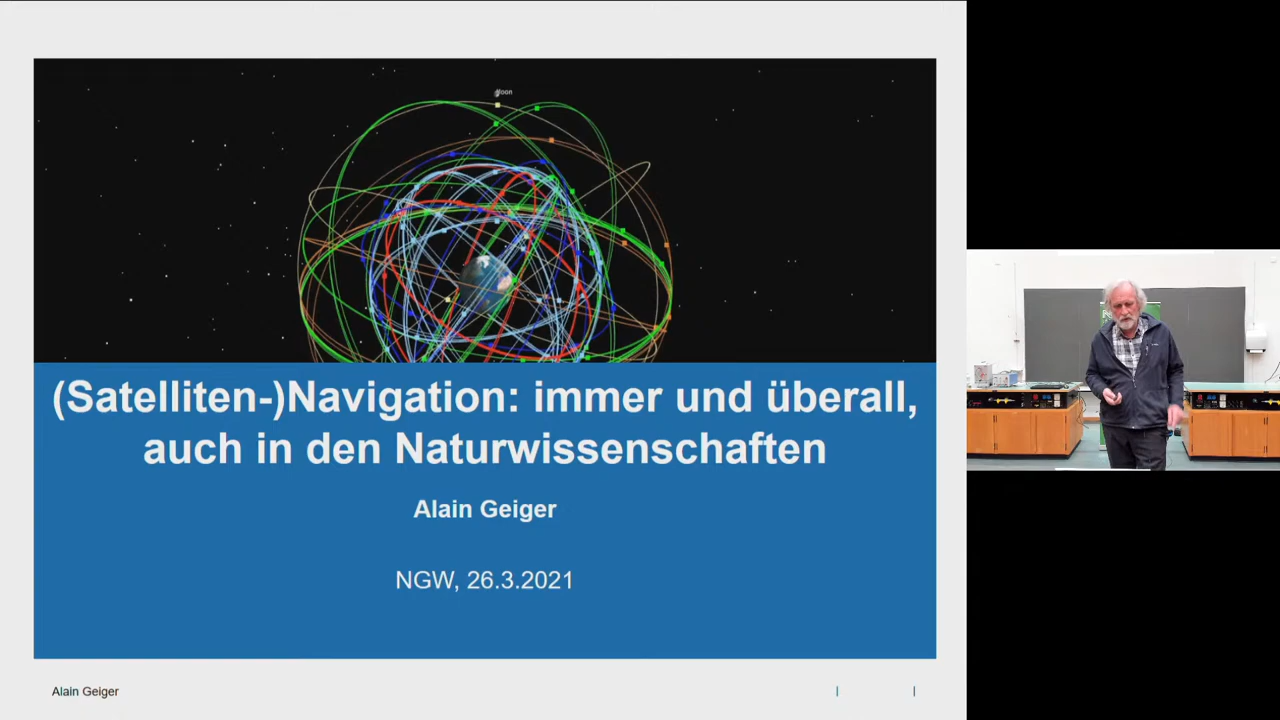 Moon
(Satelliten-)Navigation: immer und überall,
auch in den Naturwissenschaften
Alain Geiger
NGW, 26.3.2021
Alain Geiger